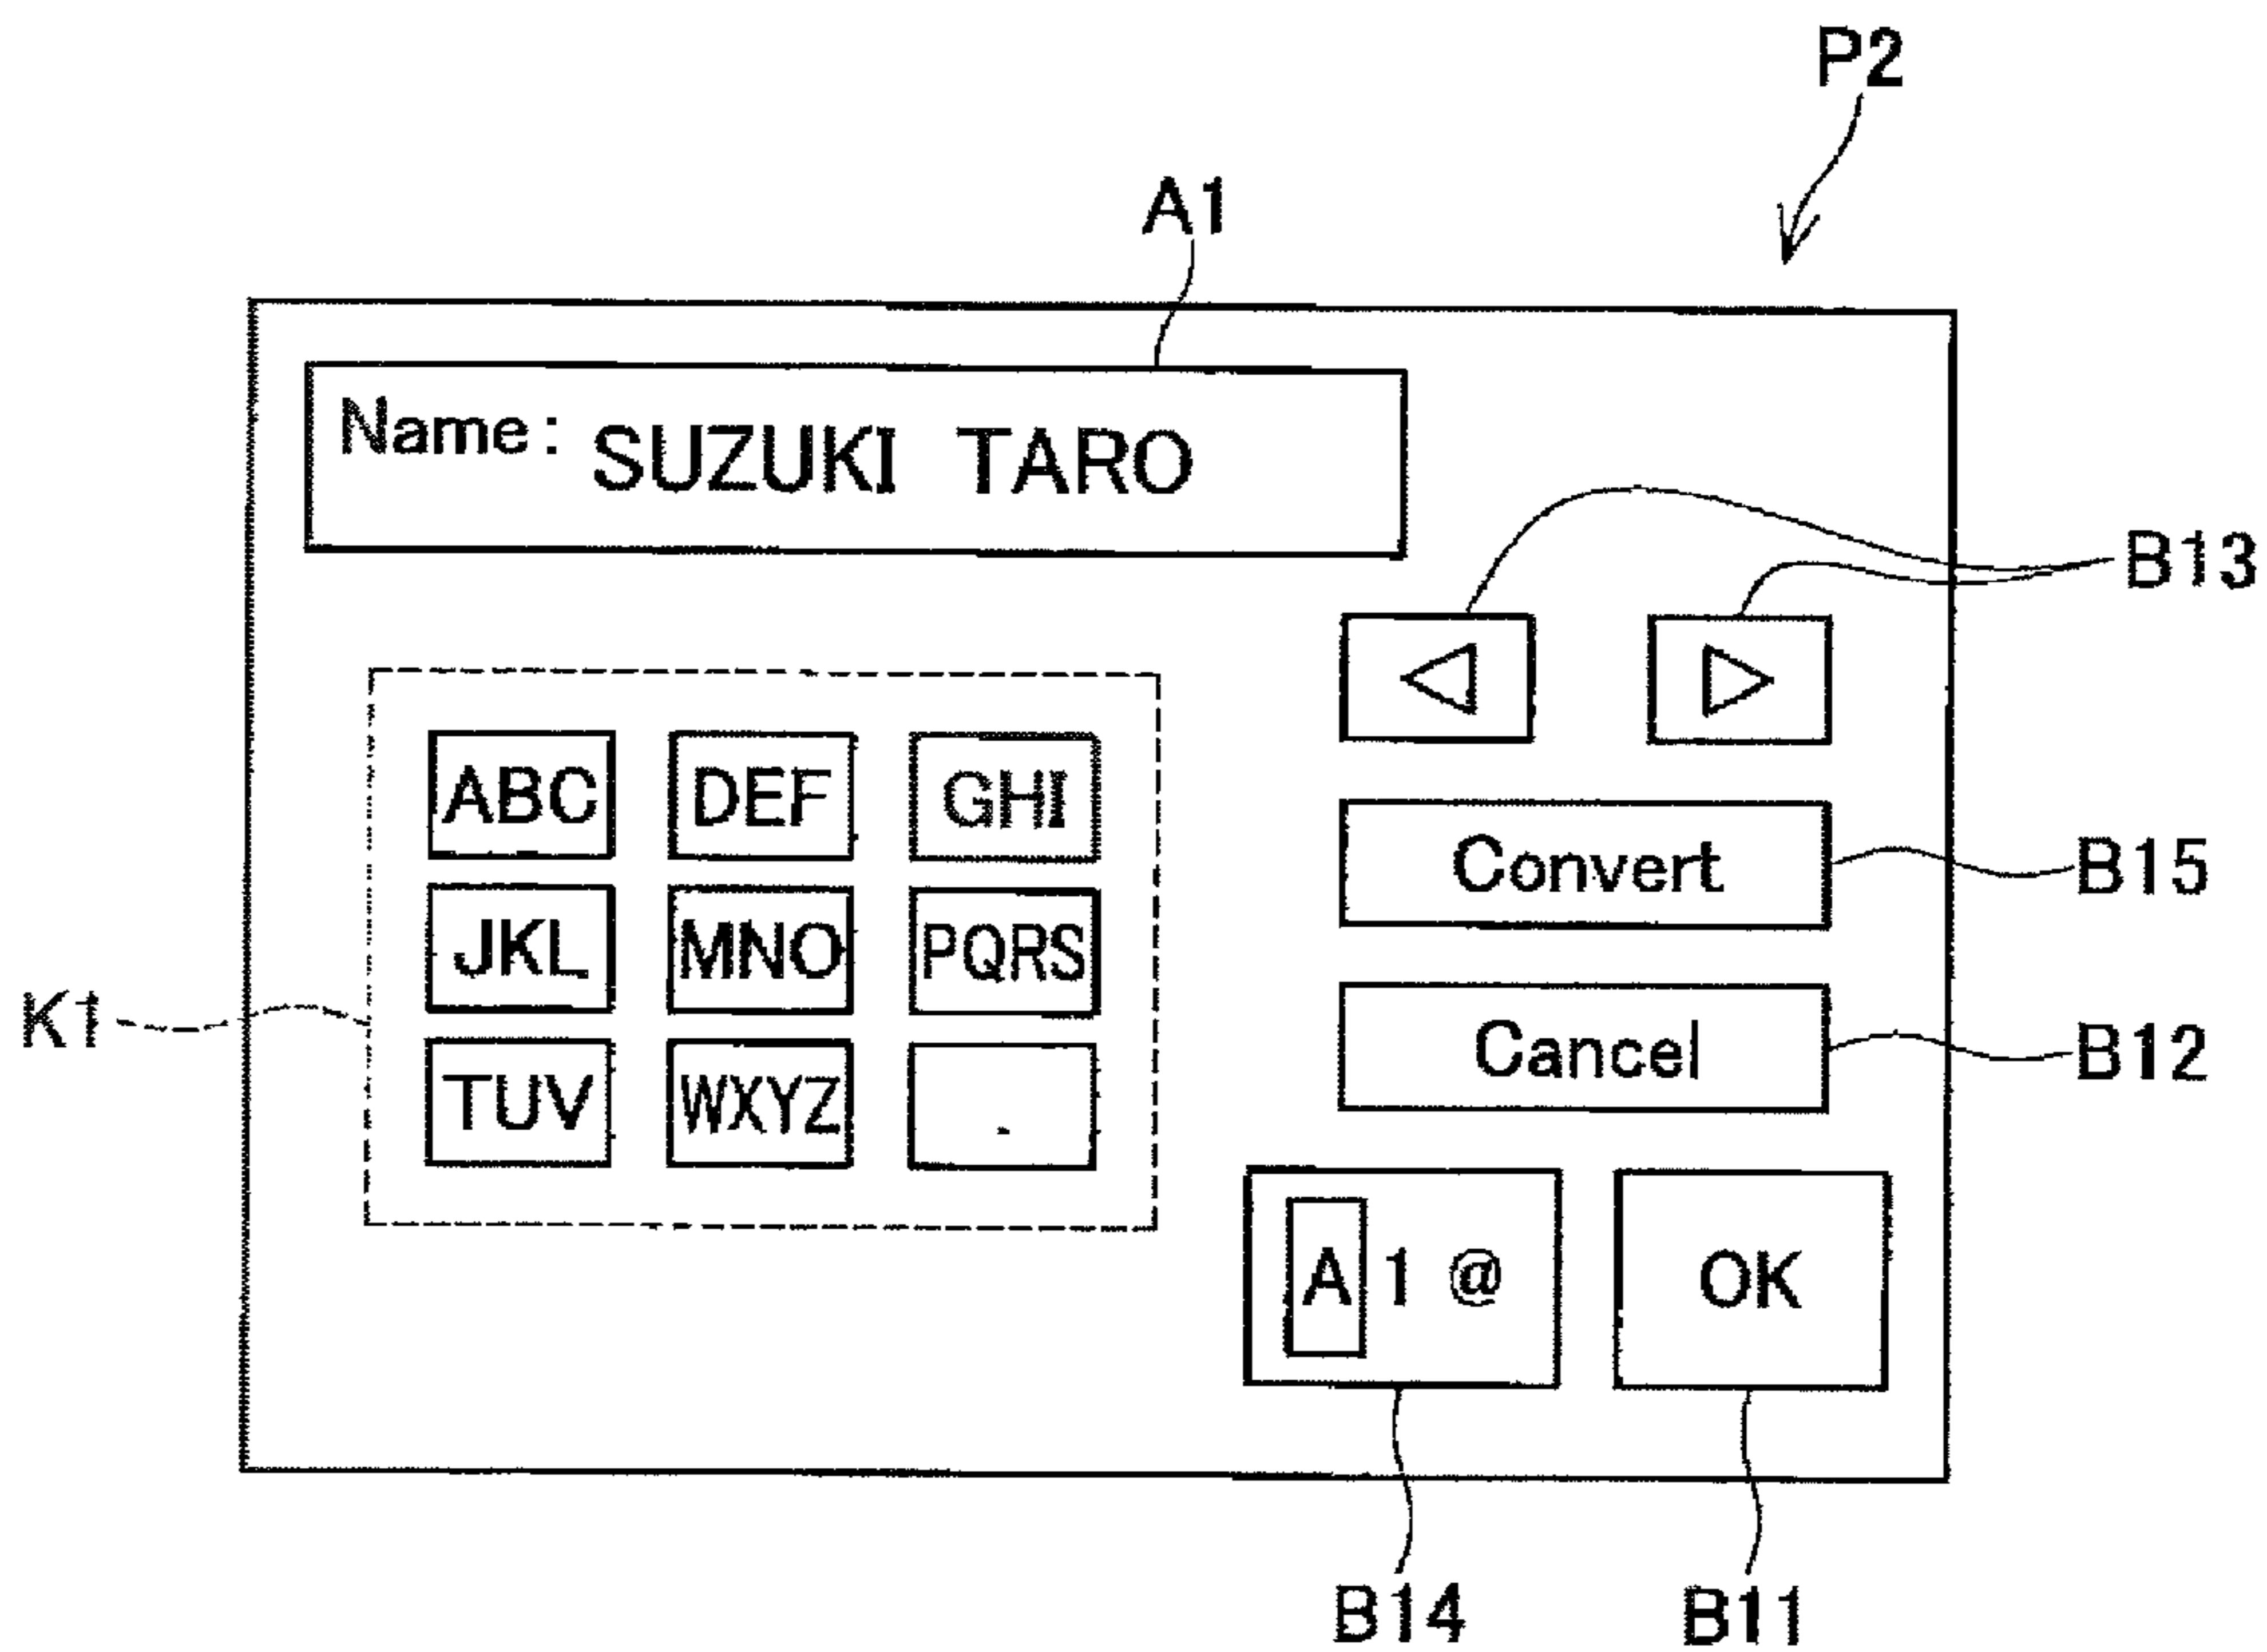 P2
A1
Name: SUZUKI TARO
B13
ABC DEF GHI
Convert B15
JKL MNO PQRS
K1
Cancel B12
TUV WXYZ .
A 1 @ OK
B14 B11